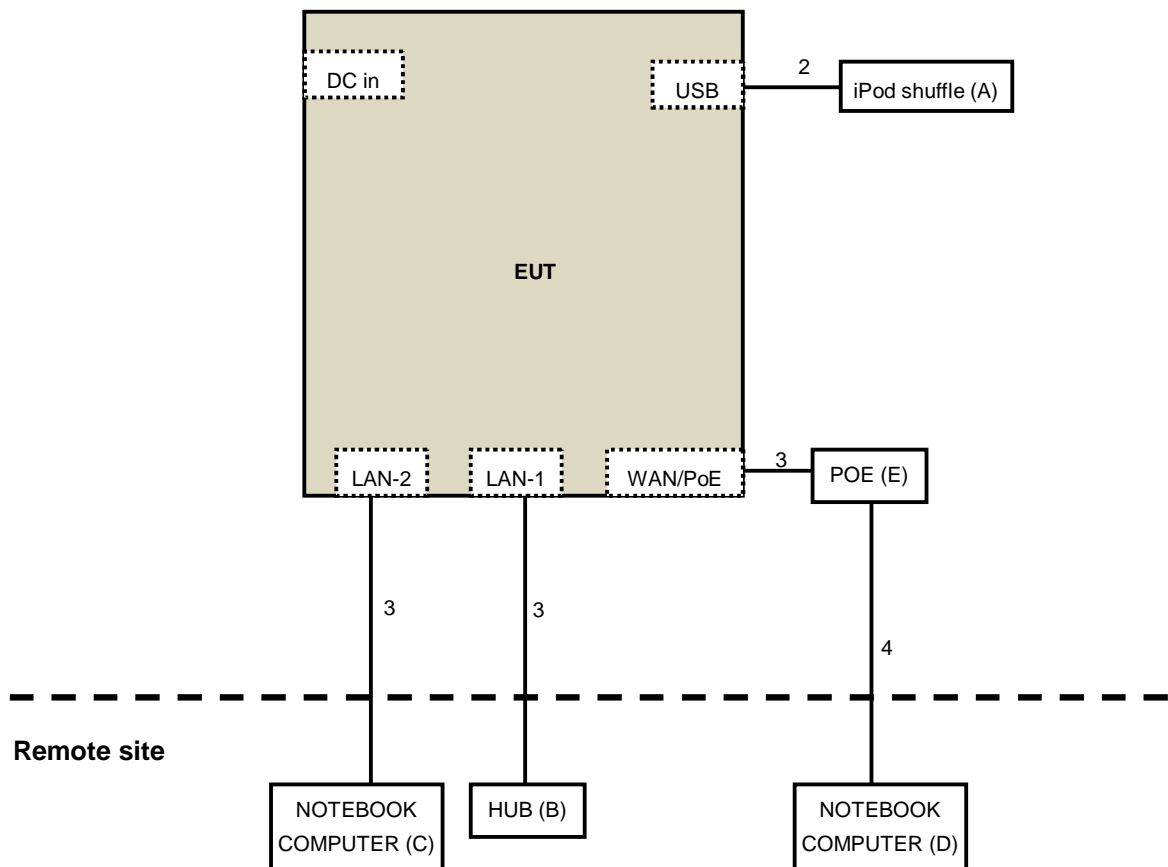 DC in
USB
2
iPod shuffle (A)
EUT
LAN-2
LAN-1
WAN/PoE
3
POE (E)
3
3
4
Remote site
NOTEBOOK
COMPUTER (C)
HUB (B)
NOTEBOOK
COMPUTER (D)